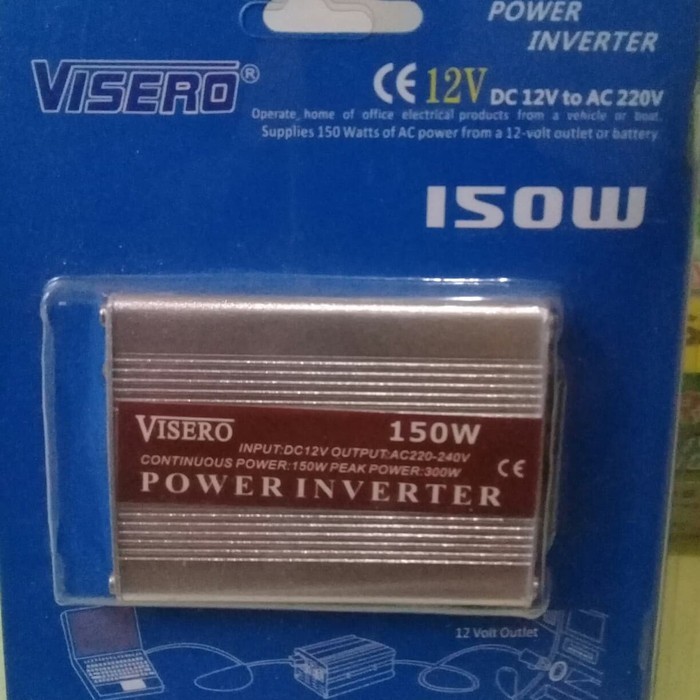 POWER
INVERTER
VISERO®
CE 12V DC 12V to AC 220V
Operate home of office electrical products from a vehicle or boat.
Supplies 150 Watts of AC power from a 12-volt outlet or battery
150W
VISERO 150W
INPUT:DC12V OUTPUT:AC220-240V
CONTINUOUS POWER:150W PEAK POWER:300W
CE
POWER INVERTER
12 Volt Outlet